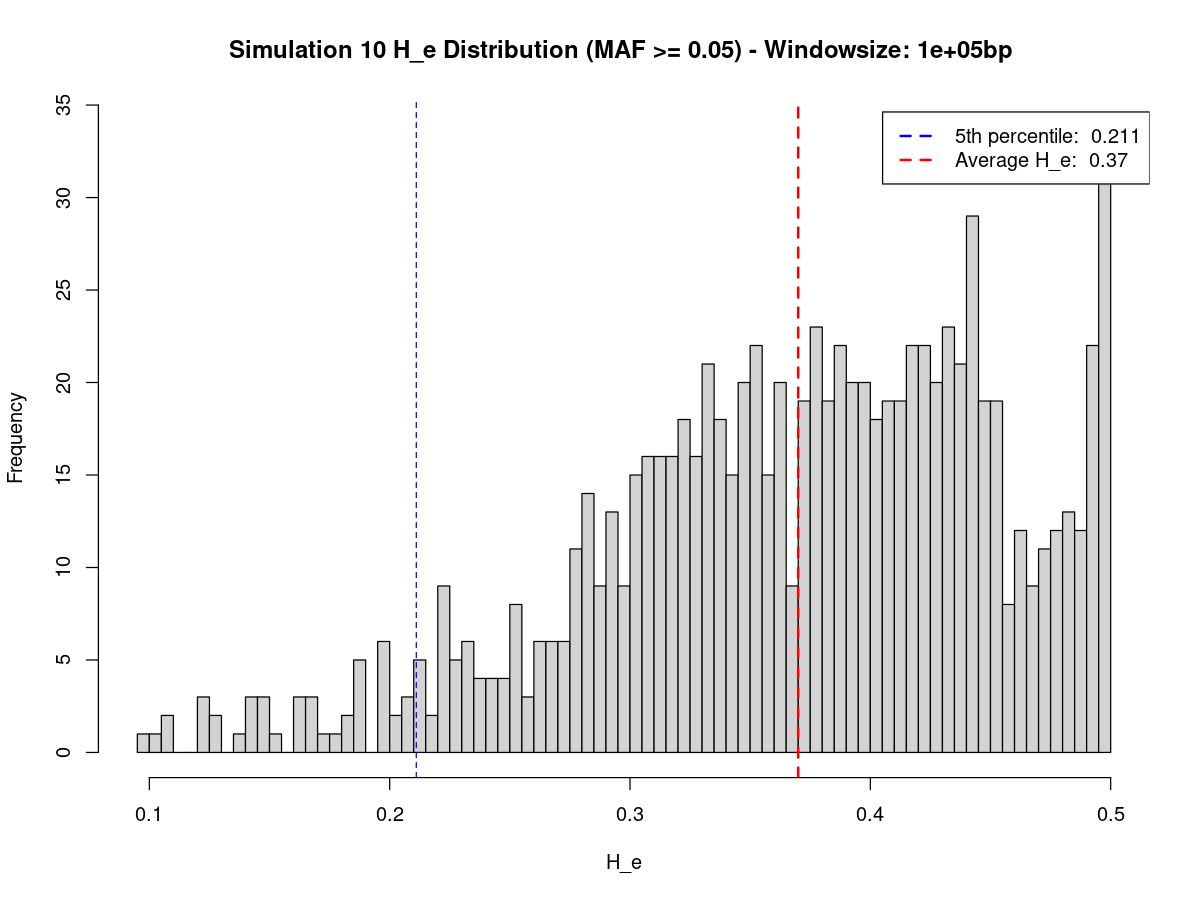 Simulation 10 H_e Distribution (MAF >= 0.05) - Windowsize: 1e+05bp
5th percentile:  0.211
Average H_e:  0.37
Frequency
35
30
25
20
15
10
5
0
0.1
0.2
0.3
0.4
0.5
H_e